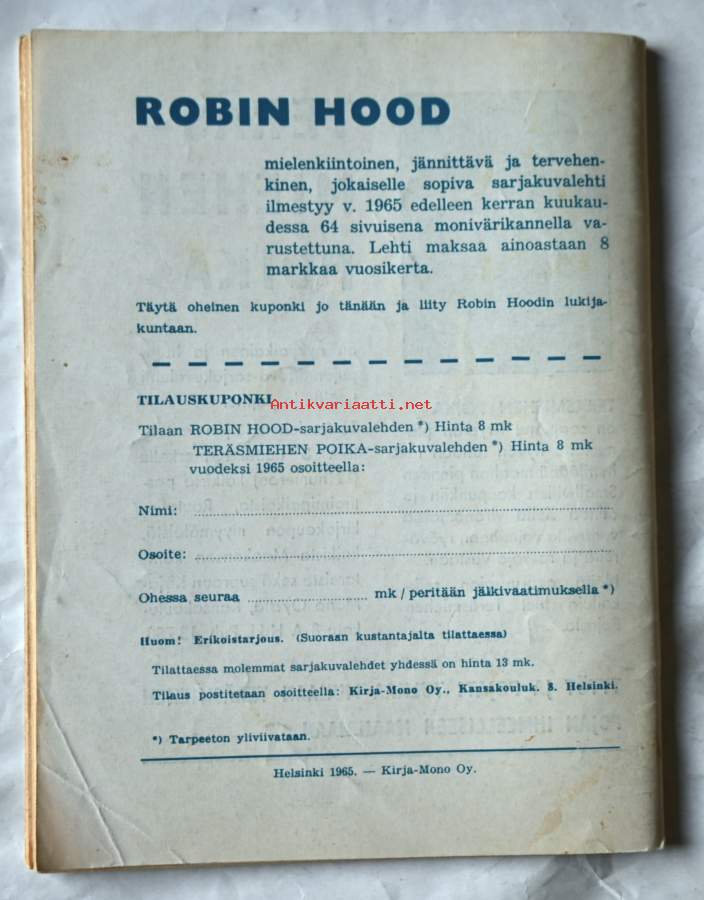 ROBIN HOOD
mielenkiintoinen, jännittävä ja tervehen-
kinen, jokaiselle sopiva sarjakuvalehti
ilmestyy v. 1965 edelleen kerran kuukau-
dessa 64 sivuisena monivärikannella va-
rustettuna. Lehti maksaa ainoastaan 8
markkaa vuosikerta.
Täytä oheinen kuponki jo tänään ja liity Robin Hoodin lukija-
kuntaan.
TILAUSKUPONKI
Antikvariaatti.net
Tilaan ROBIN HOOD-sarjakuvalehden *) Hinta 8 mk
TERÄSMIEHEN POIKA-sarjakuvalehden *) Hinta 8 mk
vuodeksi 1965 osoitteella:
Nimi:
Osoite:
Ohessa seuraa ........................ mk / peritään jälkivaatimuksella *)
Huom! Erikoistarjous. (Suoraan kustantajalta tilattaessa)
Tilattaessa molemmat sarjakuvalehdet yhdessä on hinta 13 mk.
Tilaus postitetaan osoitteella: Kirja-Mono Oy., Kansakouluk. 8. Helsinki.
*) Tarpeeton yliviivataan.
Helsinki 1965. — Kirja-Mono Oy.